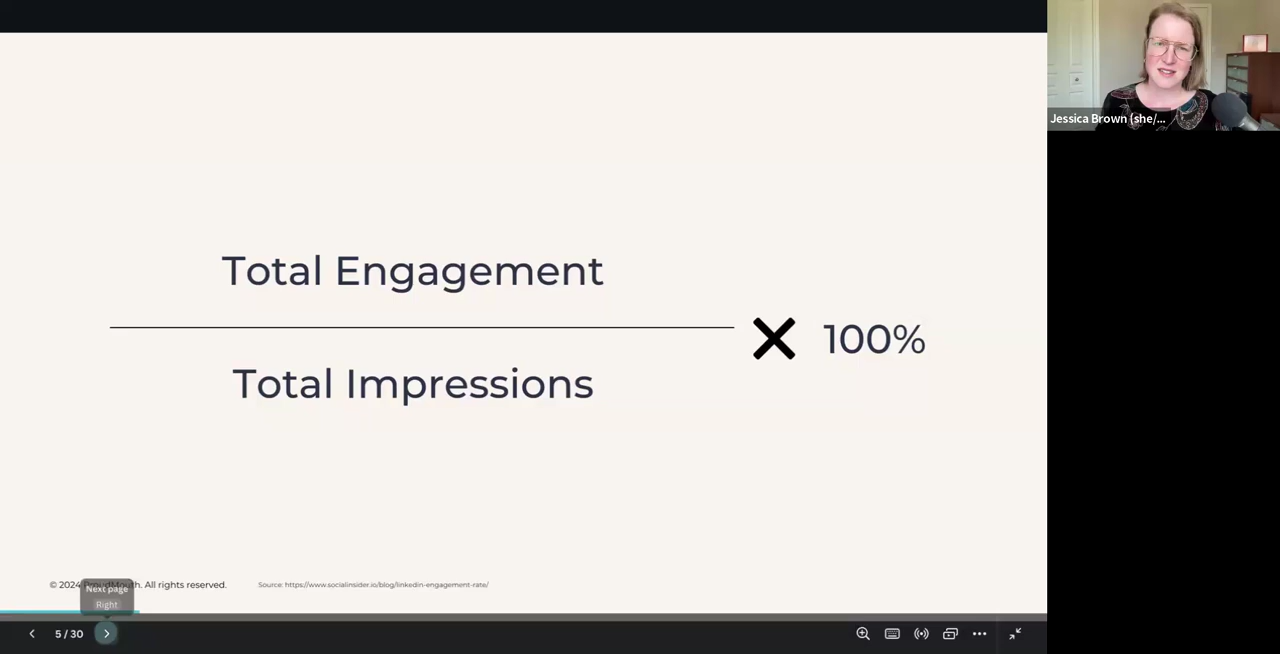 Total Engagement
Total Impressions
100%
Jessica Brown (she/...
© 2024 ProudMouth. All rights reserved.
Source: https://www.socialinsider.io/blog/linkedin-engagement-rate/
Next page
Right
5 / 30